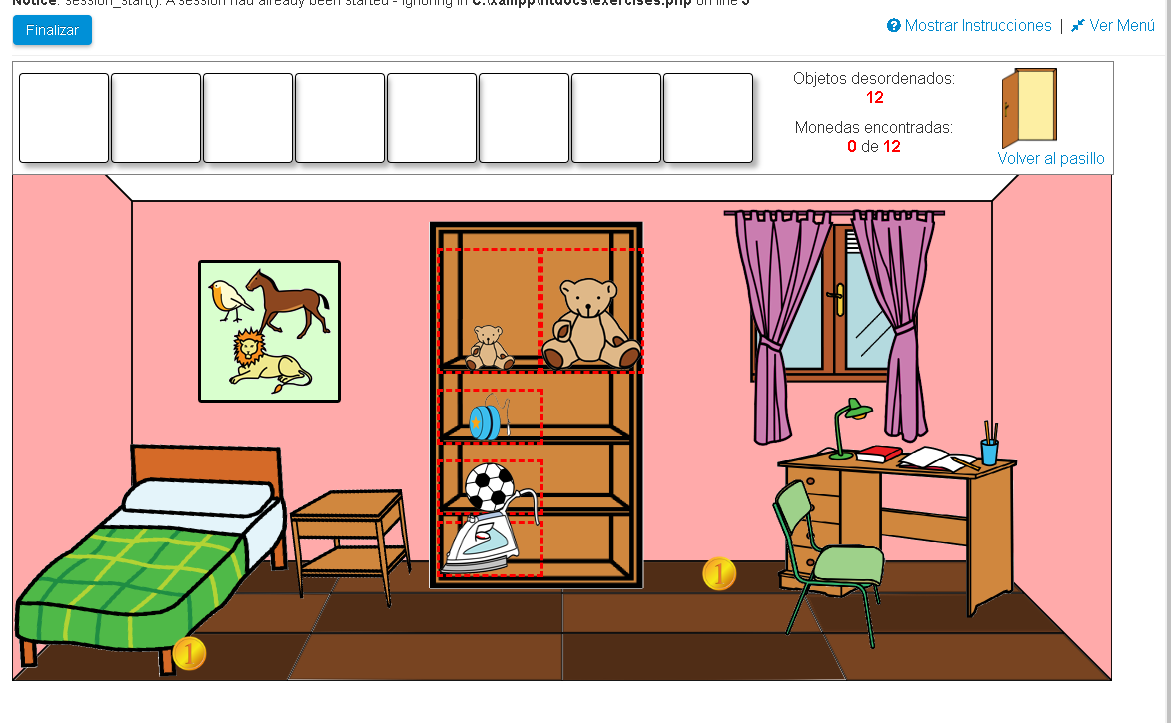 Notice: session_start(): A session had already been started - ignoring in C:\xampp\htdocs\exercises.php on line 3
Finalizar
Mostrar Instrucciones | Ver Menú
Objetos desordenados:
12
Monedas encontradas:
0 de 12
Volver al pasillo
1
1